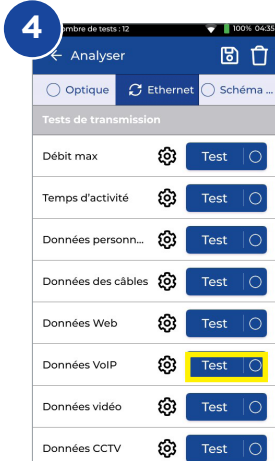 4
ombre de tests : 12 100% 04:35
Analyser
Optique Ethernet Schéma ...
Tests de transmission
Débit max Test
Temps d'activité Test
Données personn... Test
Données des câbles Test
Données Web Test
Données VoIP Test
Données vidéo Test
Données CCTV Test